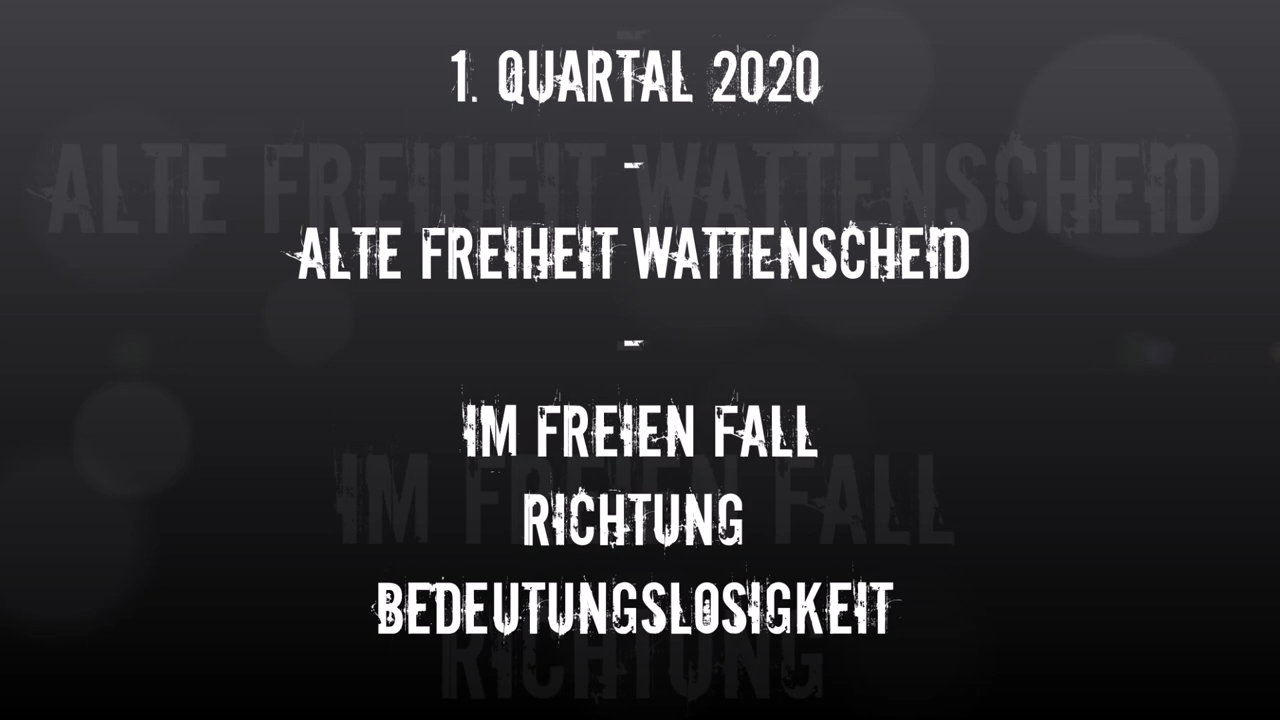 1. QUARTAL 2020
-
ALTE FREIHEIT WATTENSCHEID
-
IM FREIEN FALL
RICHTUNG
BEDEUTUNGSLOSIGKEIT